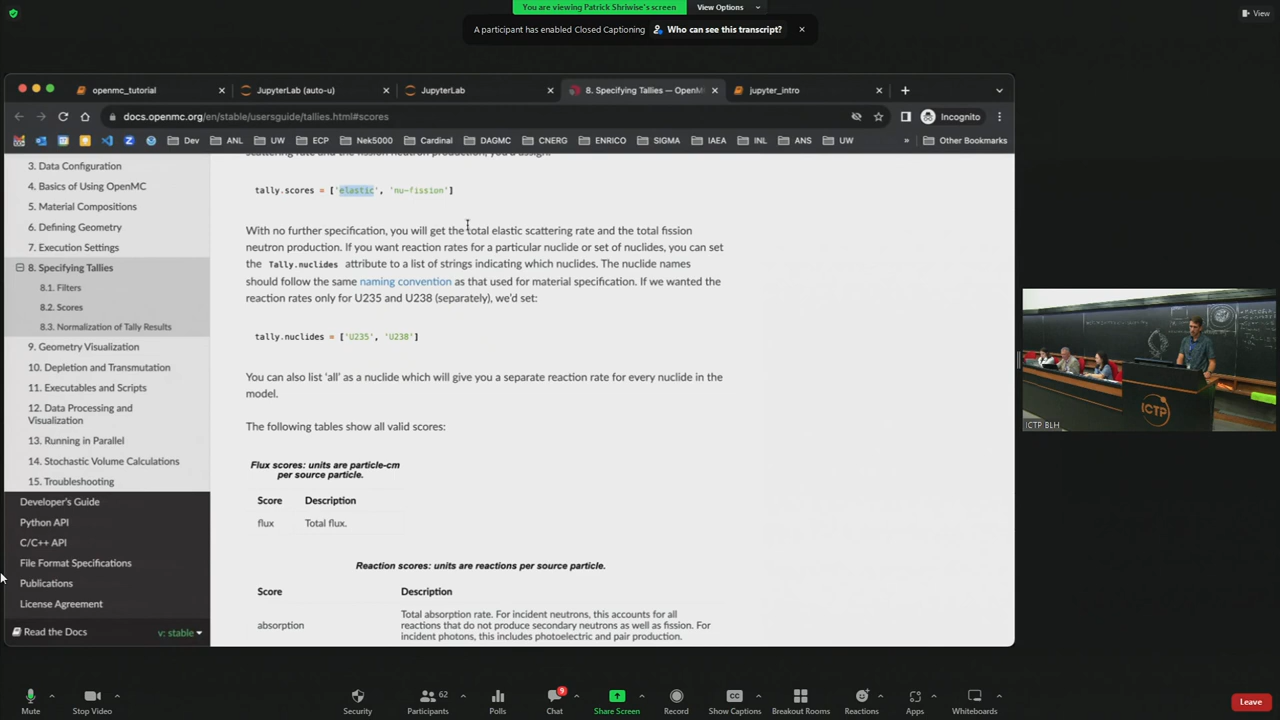 You are viewing Patrick Shriwise's screen
View Options
View
A participant has enabled Closed Captioning
Who can see this transcript?
openmc_tutorial
JupyterLab (auto-u)
JupyterLab
8. Specifying Tallies — OpenM
jupyter_intro
docs.openmc.org/en/stable/usersguide/tallies.html#scores
Incognito
Dev
ANL
UW
ECP
Nek5000
Cardinal
DAGMC
CNERG
ENRICO
SIGMA
IAEA
INL
ANS
UW
Other Bookmarks
3. Data Configuration
4. Basics of Using OpenMC
5. Material Compositions
6. Defining Geometry
7. Execution Settings
8. Specifying Tallies
8.1. Filters
8.2. Scores
8.3. Normalization of Tally Results
9. Geometry Visualization
10. Depletion and Transmutation
11. Executables and Scripts
12. Data Processing and
Visualization
13. Running in Parallel
14. Stochastic Volume Calculations
15. Troubleshooting
Developer's Guide
Python API
C/C++ API
File Format Specifications
Publications
License Agreement
Read the Docs
v: stable
scattering rate and the fission neutron production, you'd assign:
tally.scores = ['elastic', 'nu-fission']
With no further specification, you will get the total elastic scattering rate and the total fission
neutron production. If you want reaction rates for a particular nuclide or set of nuclides, you can set
the Tally.nuclides attribute to a list of strings indicating which nuclides. The nuclide names
should follow the same naming convention as that used for material specification. If we wanted the
reaction rates only for U235 and U238 (separately), we'd set:
tally.nuclides = ['U235', 'U238']
You can also list 'all' as a nuclide which will give you a separate reaction rate for every nuclide in the
model.
The following tables show all valid scores:
Flux scores: units are particle-cm
per source particle.
Score Description
flux Total flux.
Reaction scores: units are reactions per source particle.
Score Description
absorption
Total absorption rate. For incident neutrons, this accounts for all
reactions that do not produce secondary neutrons as well as fission. For
incident photons, this includes photoelectric and pair production.
ICTP
ICTP BLH
Mute
Stop Video
Security
62
Participants
Polls
9
Chat
Share Screen
Record
Show Captions
Breakout Rooms
Reactions
Apps
Whiteboards
Leave